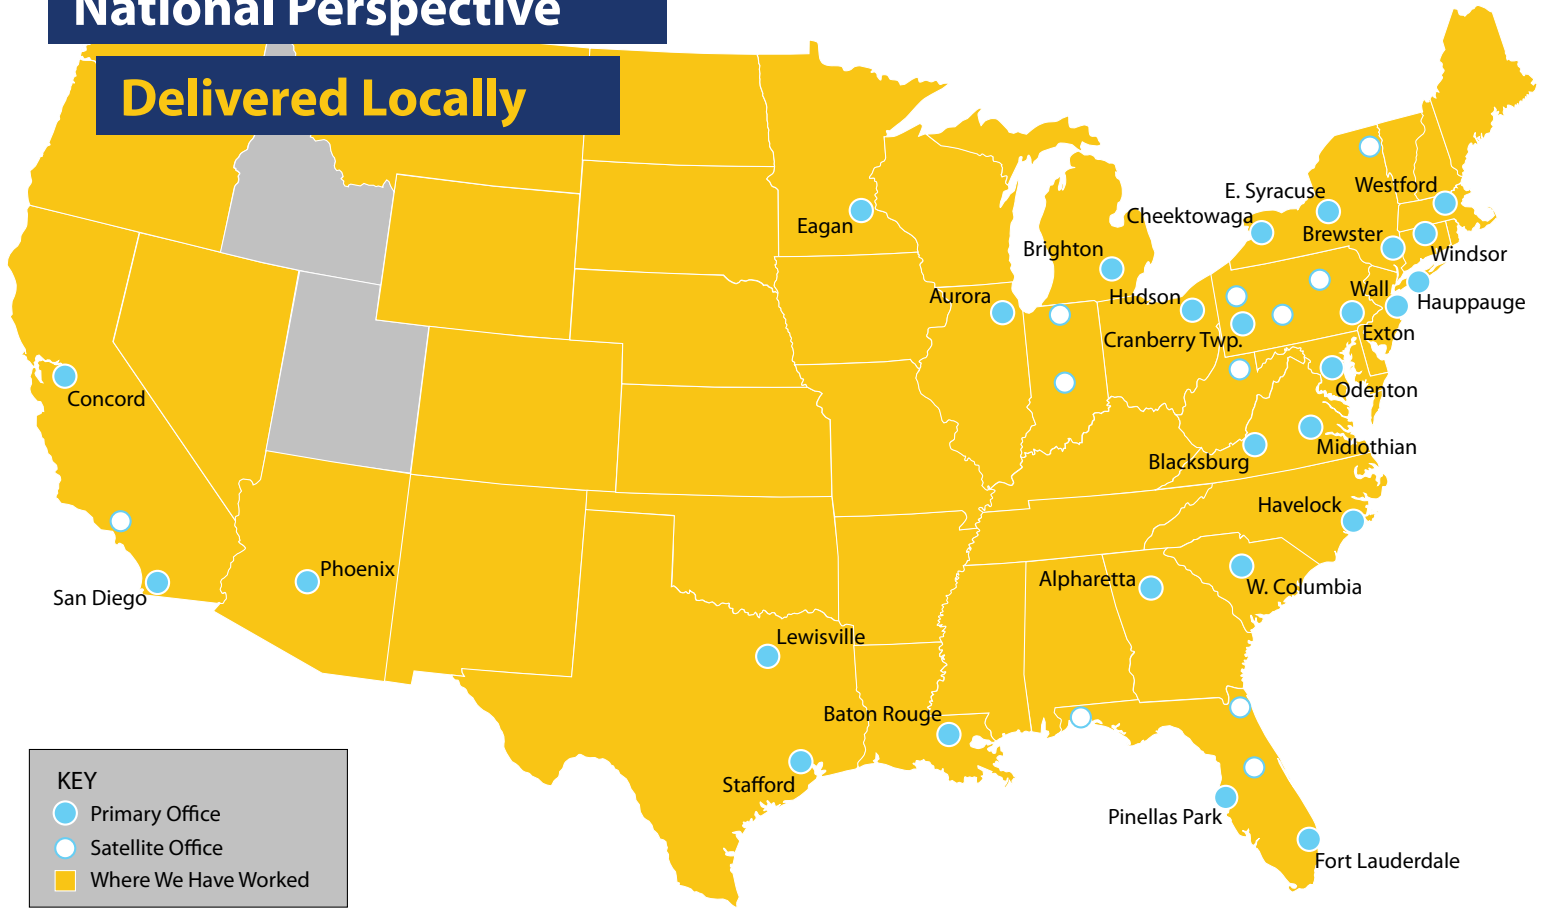 National Perspective
Delivered Locally
Westford
E. Syracuse
Cheektowaga
Eagan
Brewster
Brighton
Windsor
Aurora
Hudson
Wall
Hauppauge
Cranberry Twp.
Exton
Concord
Odenton
Midlothian
Blacksburg
Havelock
Phoenix
Alpharetta
W. Columbia
San Diego
Lewisville
Baton Rouge
Stafford
Pinellas Park
Fort Lauderdale
KEY
Primary Office
Satellite Office
Where We Have Worked